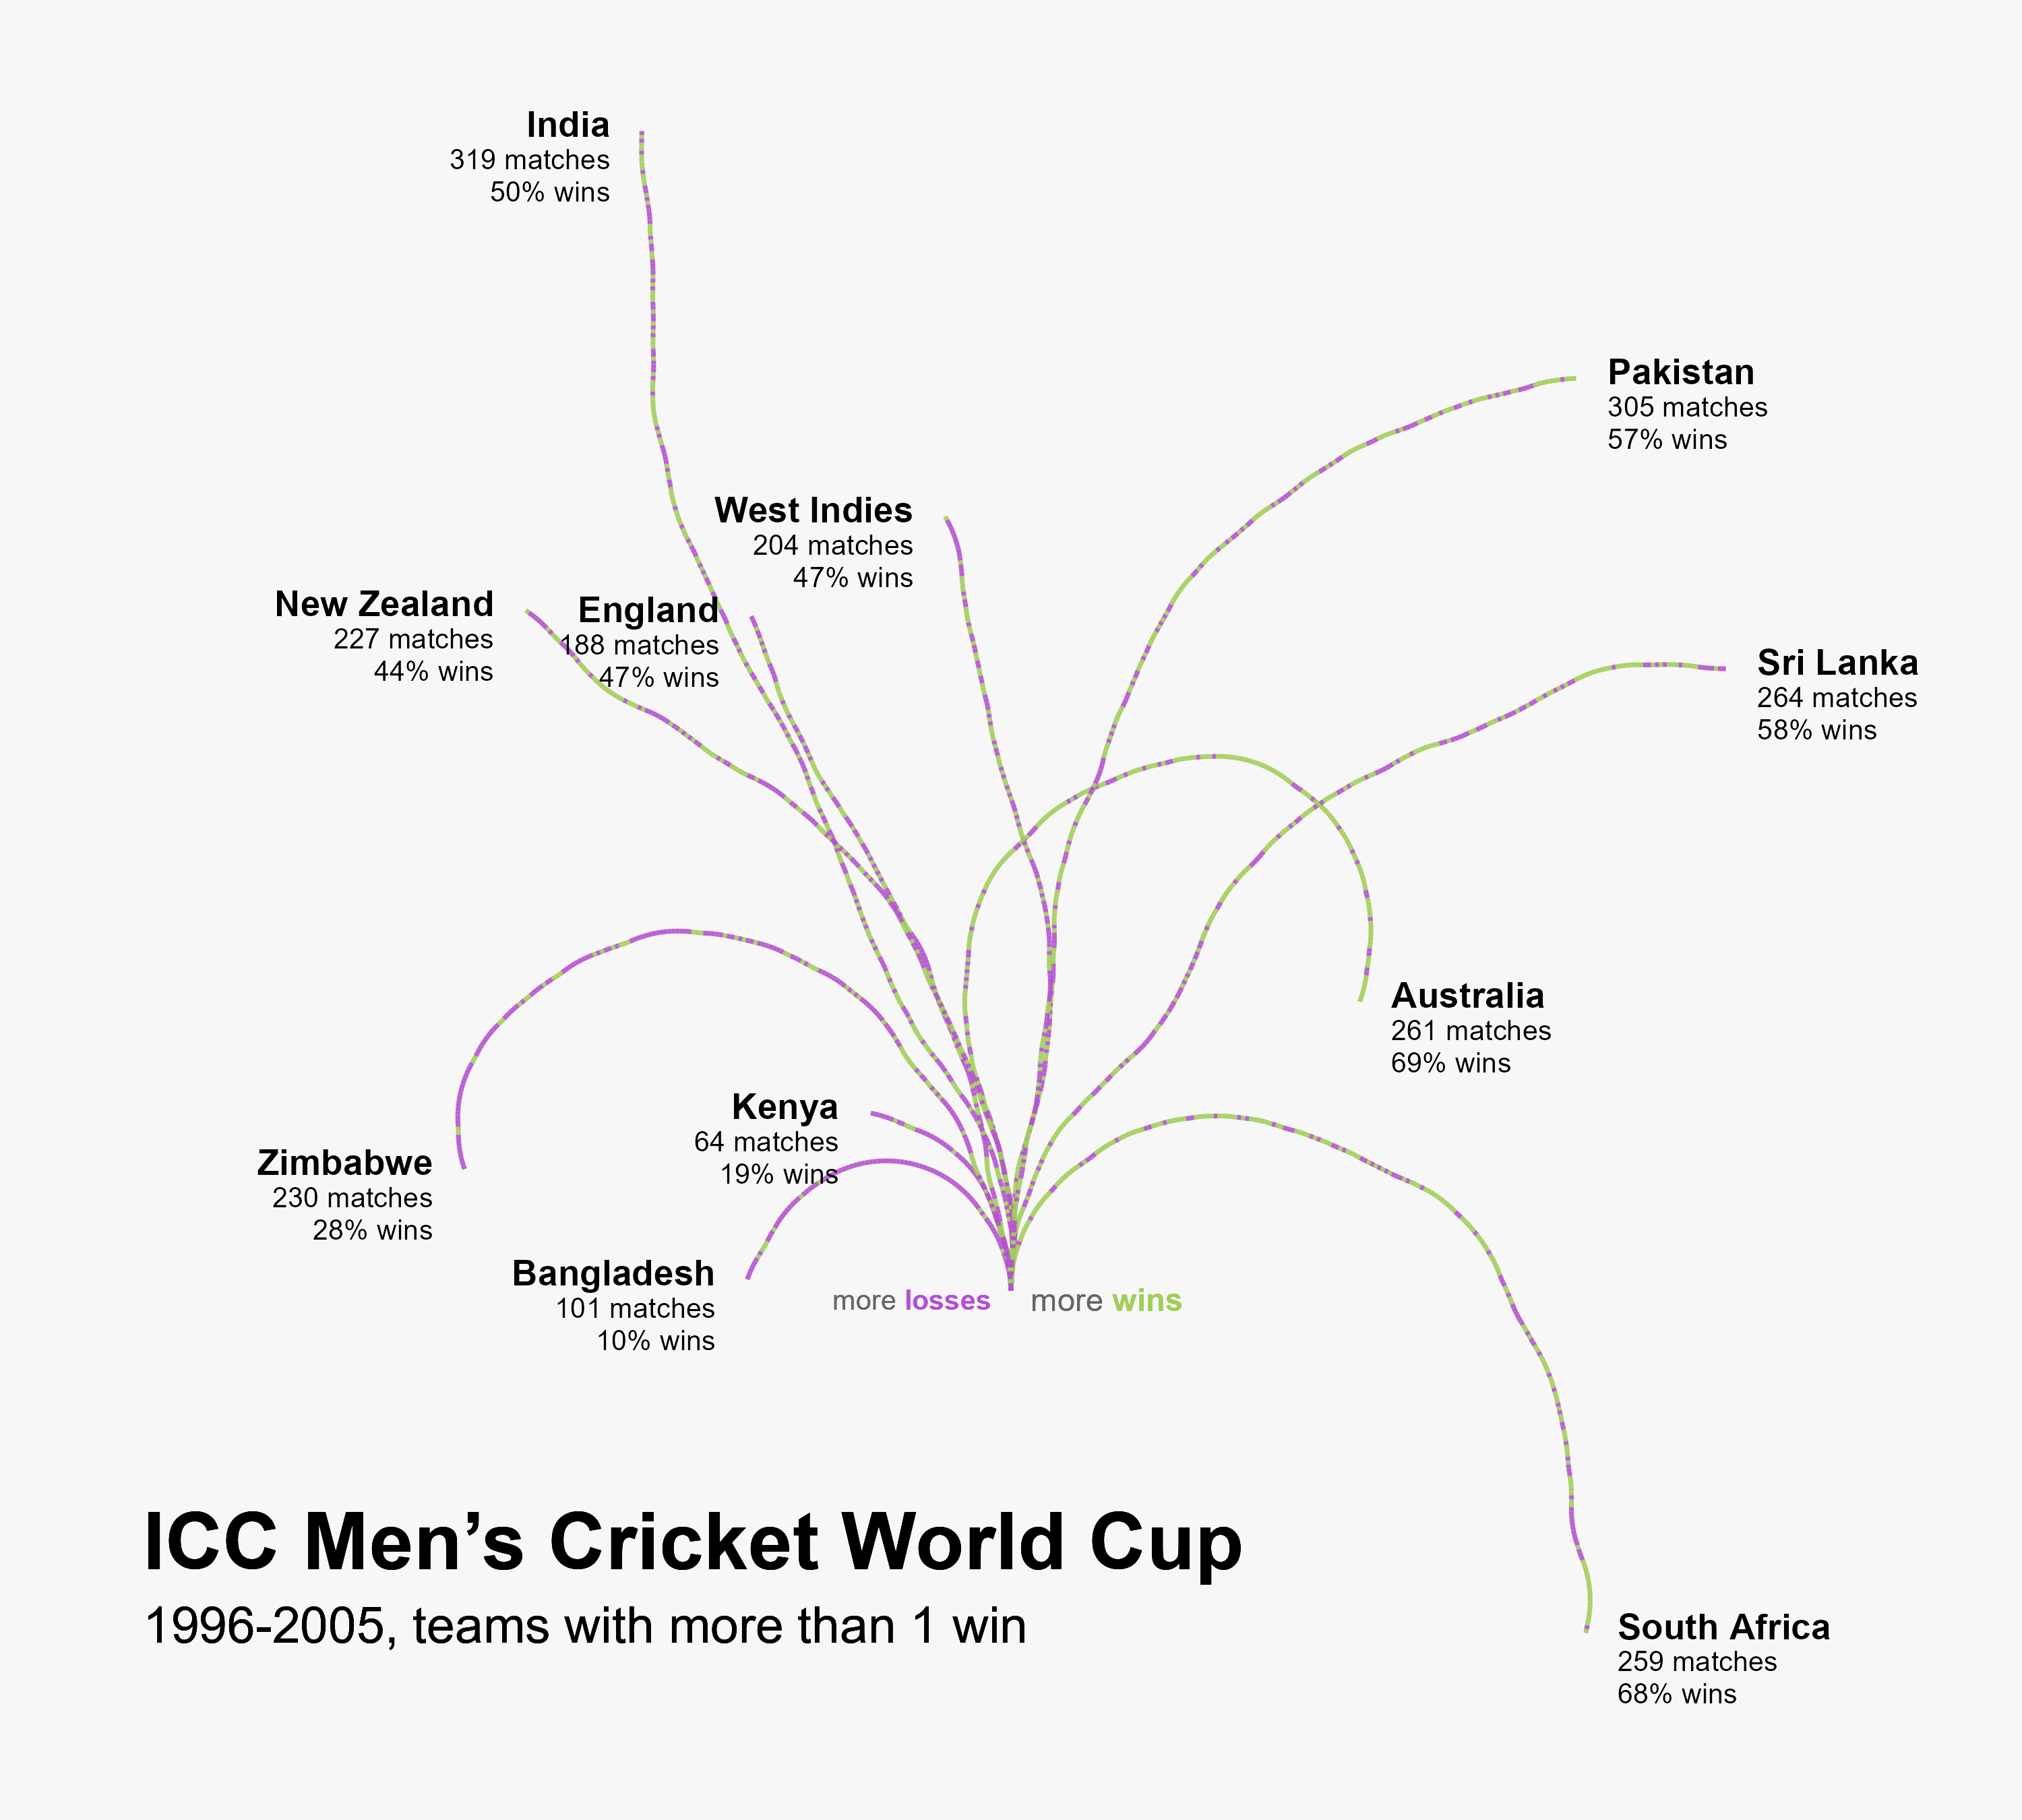 India
319 matches
50% wins
Pakistan
305 matches
57% wins
West Indies
204 matches
47% wins
New Zealand
227 matches
44% wins
England
188 matches
47% wins
Sri Lanka
264 matches
58% wins
Australia
261 matches
69% wins
Kenya
64 matches
19% wins
Zimbabwe
230 matches
28% wins
Bangladesh
101 matches
10% wins
more losses
more wins
ICC Men’s Cricket World Cup
1996-2005, teams with more than 1 win
South Africa
259 matches
68% wins